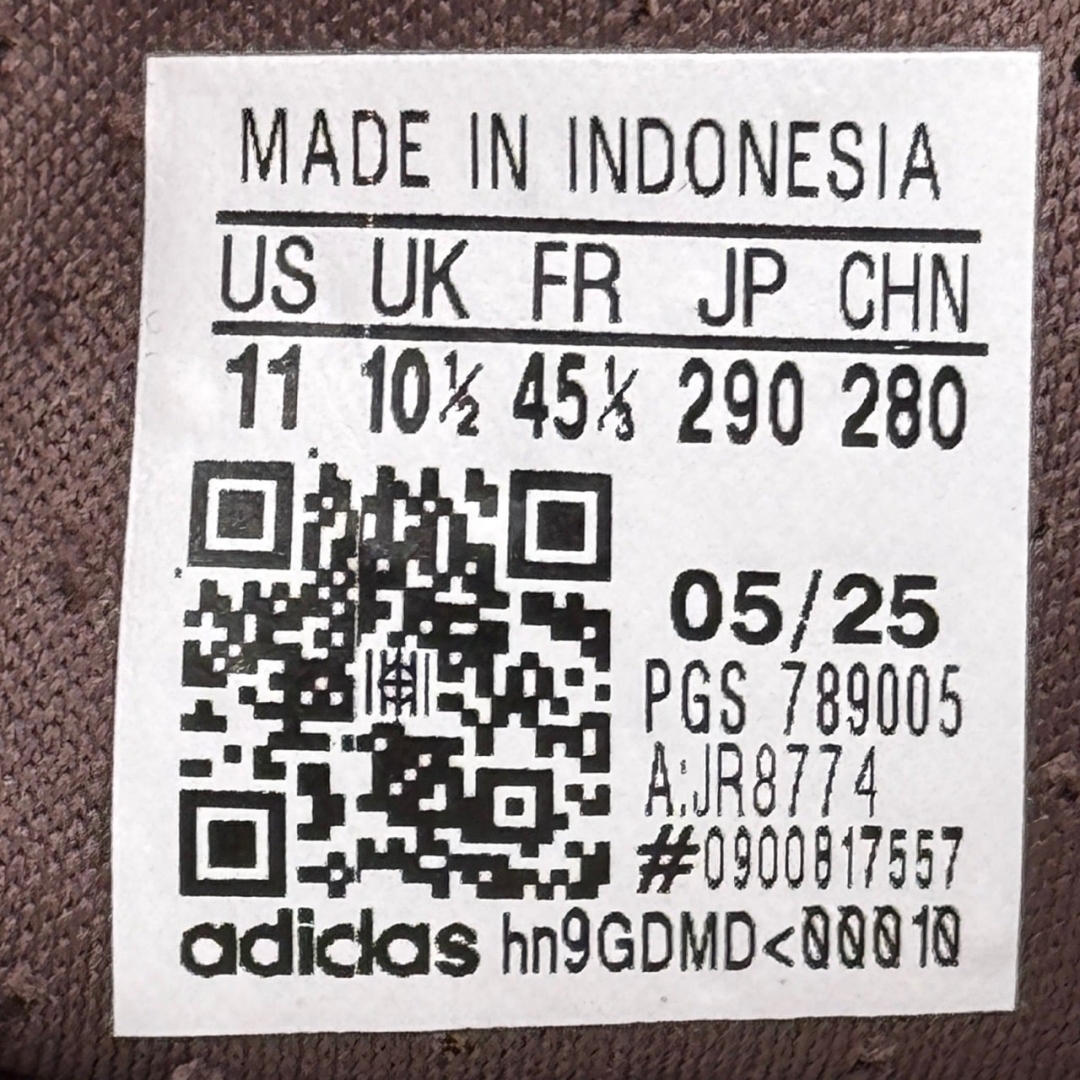 MADE IN INDONESIA
US UK FR JP CHN
11 10½ 45⅓ 290 280
05/25
PGS 789005
A:JR8774
#0900817557
adidas hn9GDMD<00010